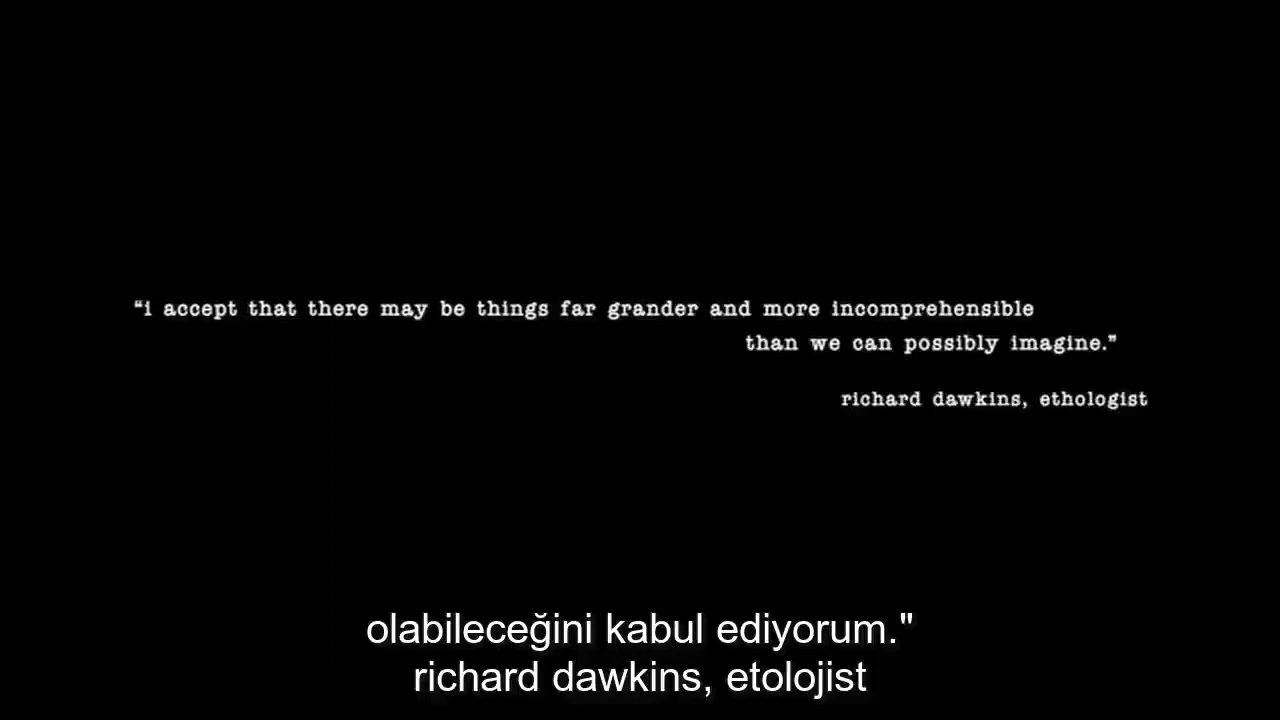 “i accept that there may be things far grander and more incomprehensible
than we can possibly imagine.”
richard dawkins, ethologist
olabileceğini kabul ediyorum."
richard dawkins, etolojist